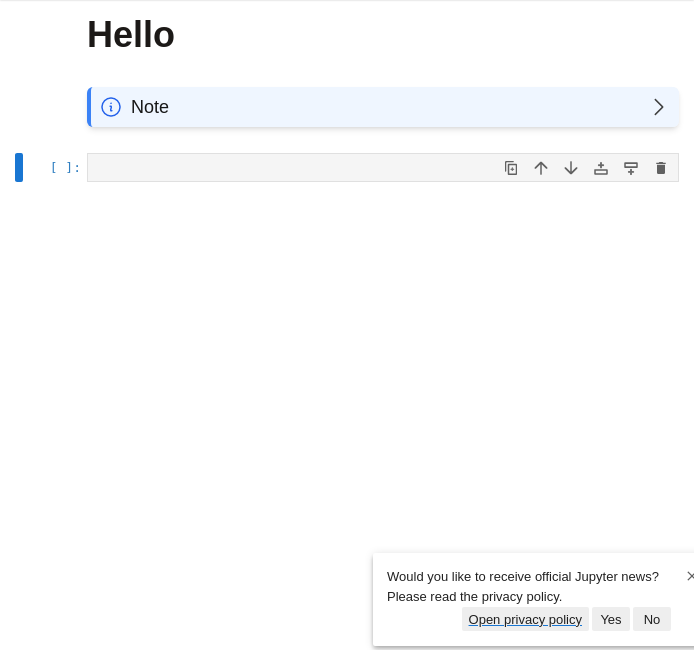 Hello
Note
[ ]:
Would you like to receive official Jupyter news?
Please read the privacy policy.
Open privacy policy Yes No